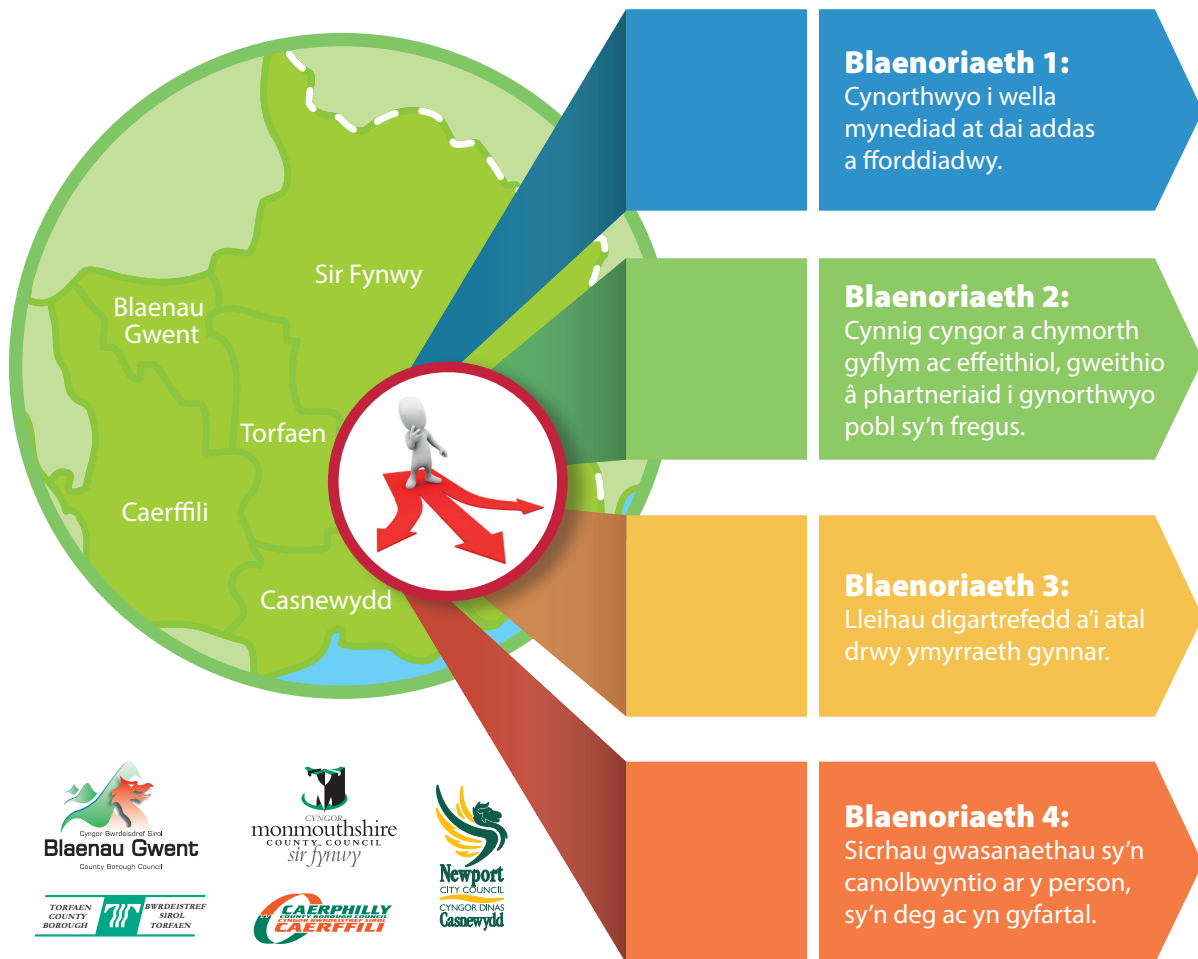 Sir Fynwy
Blaenau
Gwent
Torfaen
Caerffili
Casnewydd
Blaenoriaeth 1:
Cynorthwyo i wella
mynediad at dai addas
a fforddiadwy.
Blaenoriaeth 2:
Cynnig cyngor a chymorth
gyflym ac effeithiol, gweithio
â phartneriaid i gynorthwyo
pobl sy'n fregus.
Blaenoriaeth 3:
Lleihau digartrefedd a'i atal
drwy ymyrraeth gynnar.
Blaenoriaeth 4:
Sicrhau gwasanaethau sy'n
canolbwyntio ar y person,
sy'n deg ac yn gyfartal.
Cyngor Bwrdeisdref Sirol
Blaenau Gwent
County Borough Council
CYNGOR
monmouthshire
COUNTY COUNCIL
sir fynwy
Newport
CITY COUNCIL
CYNGOR DINAS
Casnewydd
TORFAEN
COUNTY
BOROUGH
BWRDEISTREF
SIROL
TORFAEN
CAERPHILLY
COUNTY BOROUGH COUNCIL
CYNGOR BWRDEISTREF SIROL
CAERFFILI